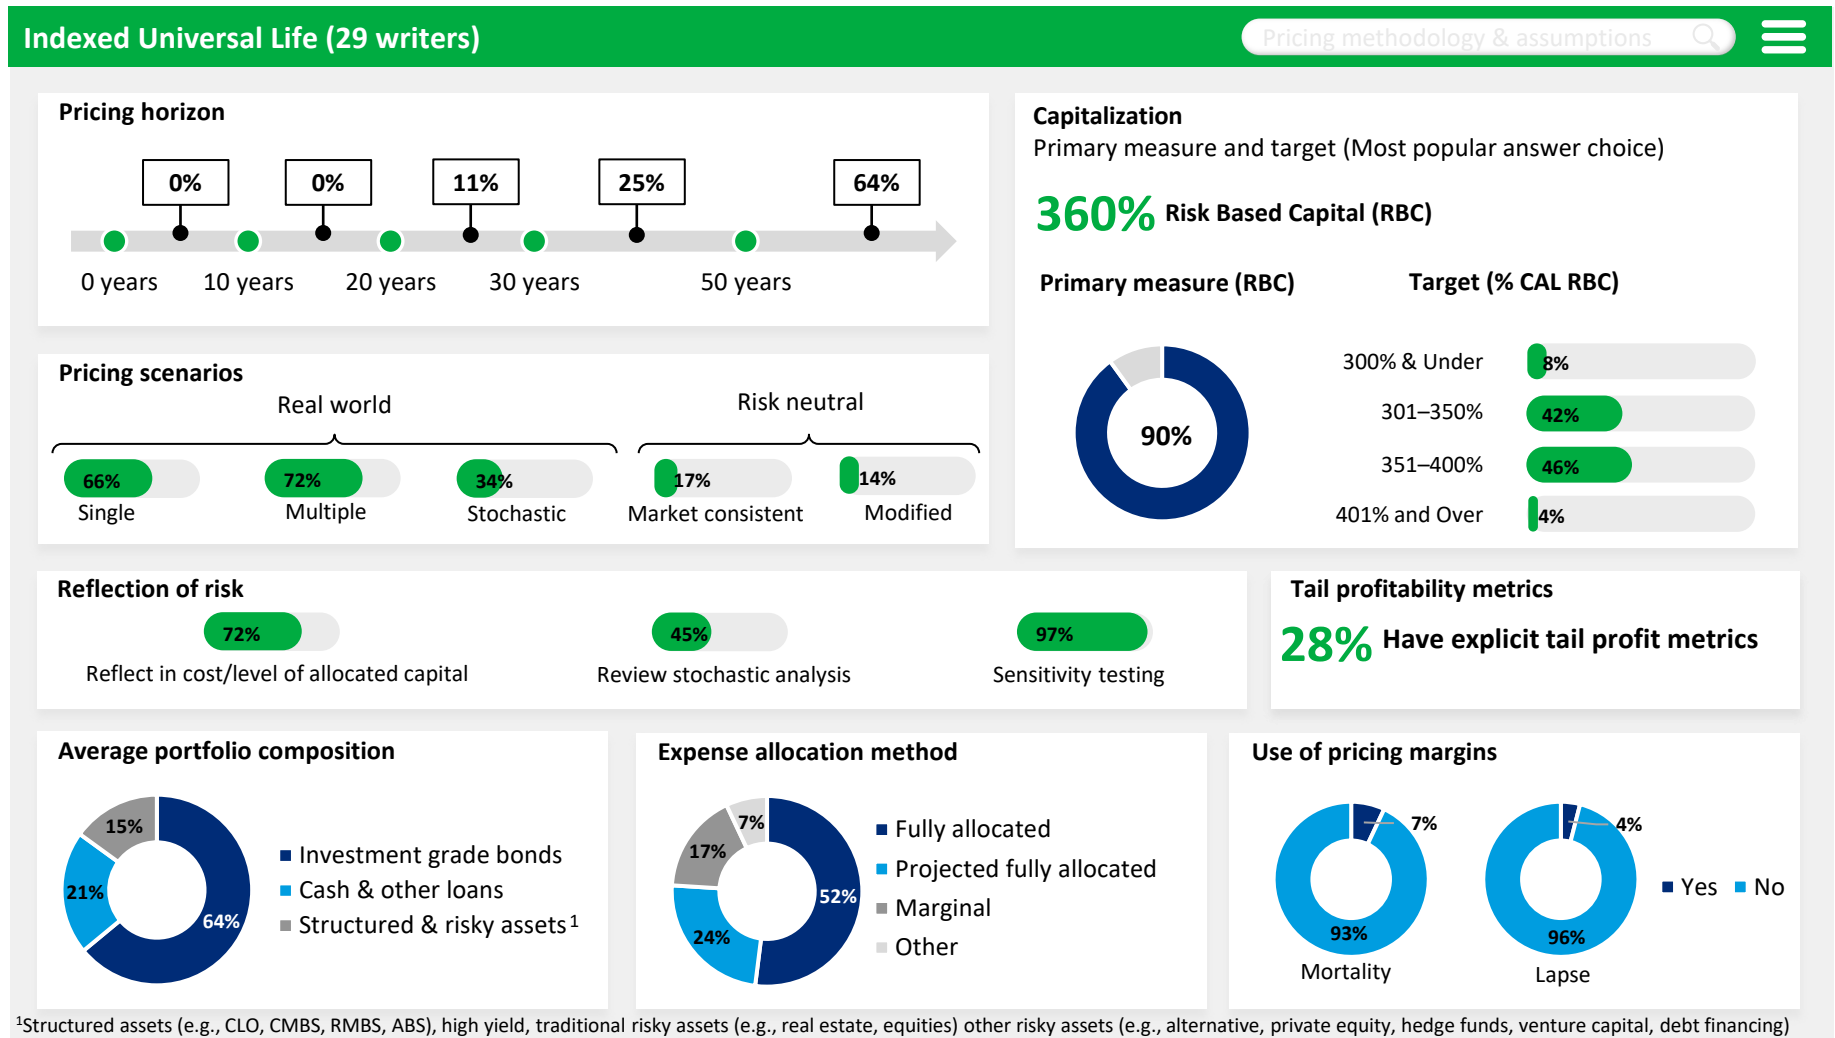 Indexed Universal Life (29 writers)
Pricing methodology & assumptions
Pricing horizon
0%
0%
11%
25%
64%
0 years
10 years
20 years
30 years
50 years
Capitalization
Primary measure and target (Most popular answer choice)
360% Risk Based Capital (RBC)
Primary measure (RBC)
90%
Target (% CAL RBC)
300% & Under
8%
301–350%
42%
351–400%
46%
401% and Over
4%
Pricing scenarios
Real world
Risk neutral
66%
72%
34%
17%
14%
Single
Multiple
Stochastic
Market consistent
Modified
Reflection of risk
72%
45%
97%
Reflect in cost/level of allocated capital
Review stochastic analysis
Sensitivity testing
Tail profitability metrics
28% Have explicit tail profit metrics
Average portfolio composition
15%
21%
64%
Investment grade bonds
Cash & other loans
Structured & risky assets1
Expense allocation method
7%
17%
52%
24%
Fully allocated
Projected fully allocated
Marginal
Other
Use of pricing margins
7%
93%
Mortality
4%
96%
Lapse
Yes
No
1Structured assets (e.g., CLO, CMBS, RMBS, ABS), high yield, traditional risky assets (e.g., real estate, equities) other risky assets (e.g., alternative, private equity, hedge funds, venture capital, debt financing)